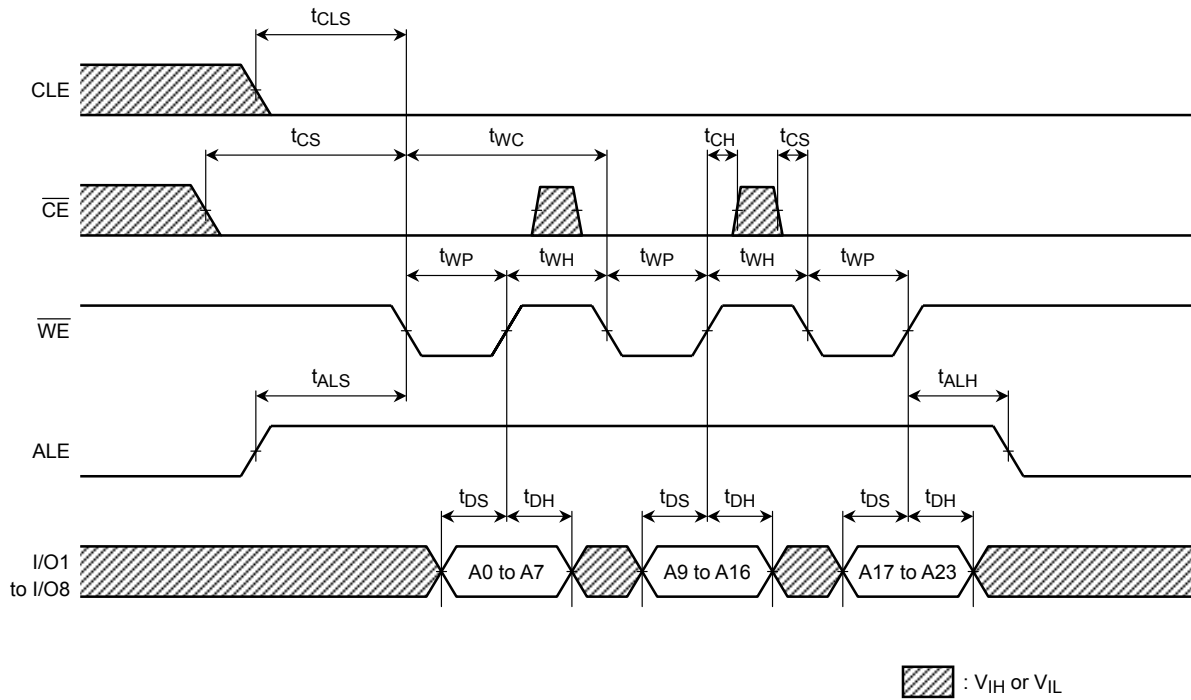 tCLS
CLE
tCS tWC tCH tCS
CE
tWP tWH tWP tWH tWP
WE
tALS tALH
ALE
tDS tDH tDS tDH tDS tDH
I/O1
to I/O8
A0 to A7 A9 to A16 A17 to A23
: VIH or VIL